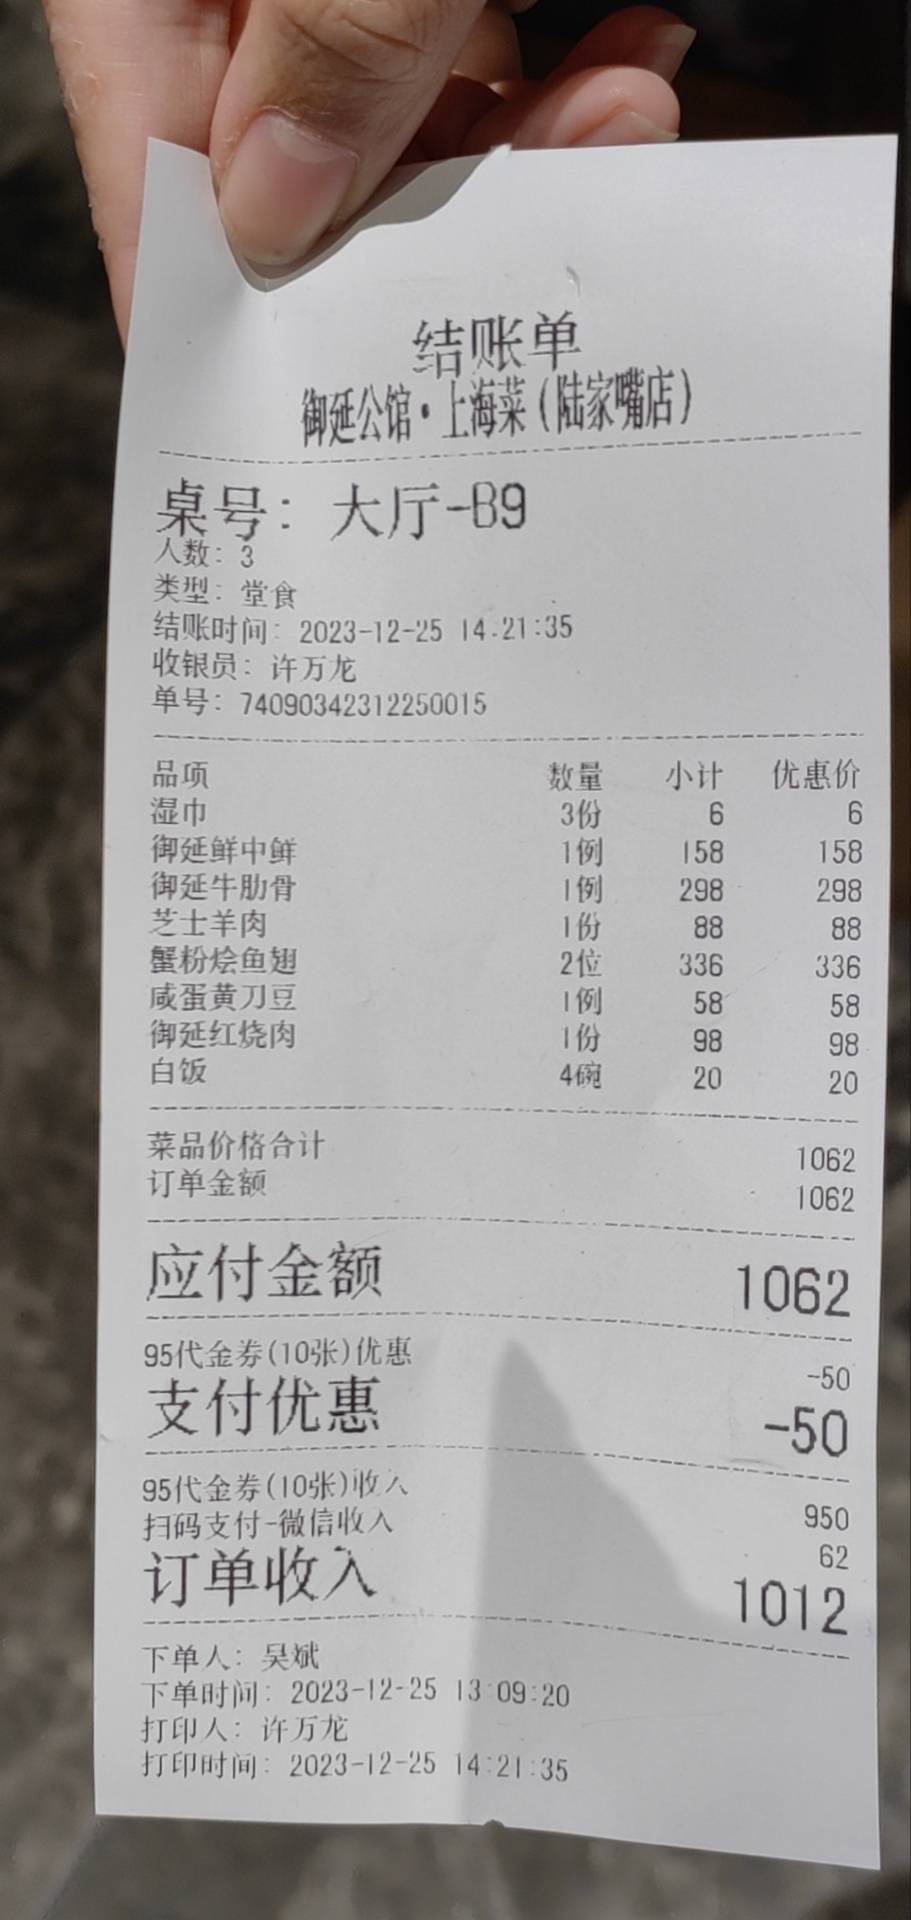 结账单
御延公馆·上海菜(陆家嘴店)
桌号: 大厅-B9
人数: 3
类型: 堂食
结账时间: 2023-12-25 14:21:35
收银员: 许万龙
单号: 74090342312250015
品项 数量 小计 优惠价
湿巾 3份 6 6
御延鲜中鲜 1例 158 158
御延牛肋骨 1例 298 298
芝士羊肉 1份 88 88
蟹粉烩鱼翅 2位 336 336
咸蛋黄刀豆 1例 58 58
御延红烧肉 1份 98 98
白饭 4碗 20 20
菜品价格合计 1062
订单金额 1062
应付金额 1062
95代金券(10张)优惠 -50
支付优惠 -50
95代金券(10张)收入 950
扫码支付-微信收入 62
订单收入 1012
下单人: 吴斌
下单时间: 2023-12-25 13:09:20
打印人: 许万龙
打印时间: 2023-12-25 14:21:35